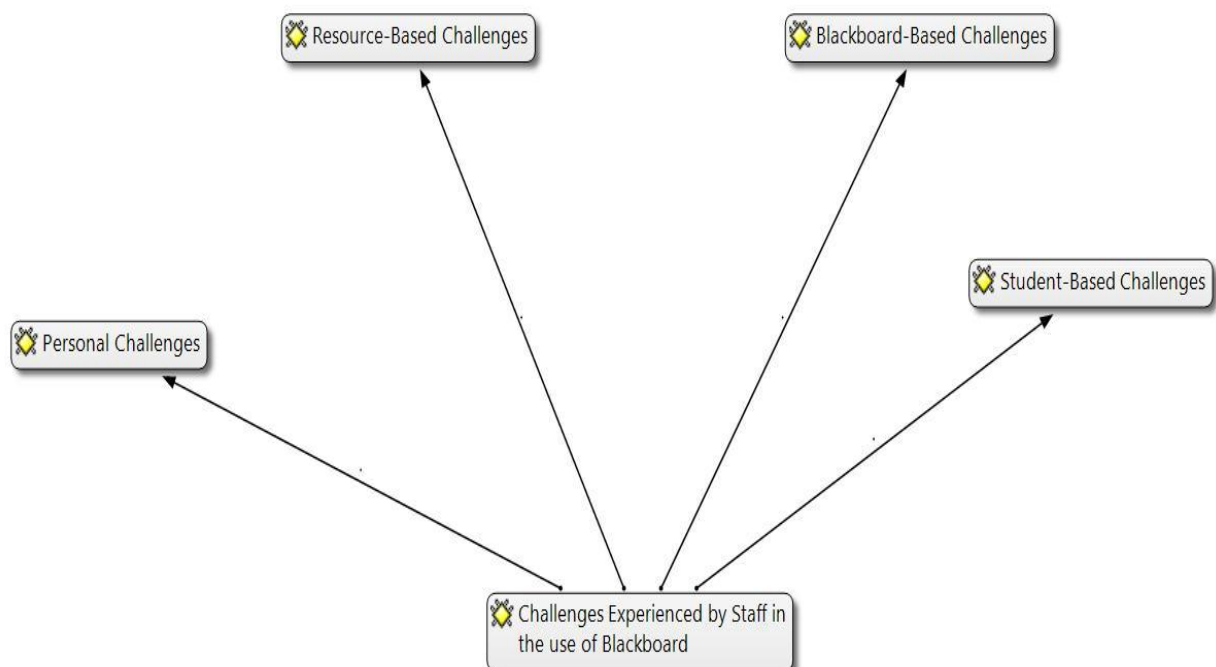 Resource-Based Challenges
Blackboard-Based Challenges
Student-Based Challenges
Personal Challenges
Challenges Experienced by Staff in
the use of Blackboard